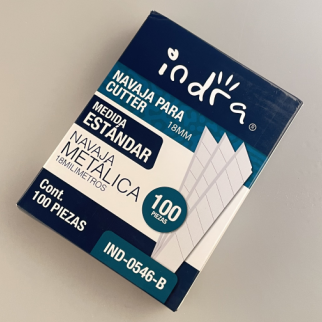 indra®
NAVAJA PARA
CUTTER
18MM
MEDIDA
ESTÁNDAR
NAVAJA
METÁLICA
18MILIMETROS
100
PIEZAS
Cont.
100 PIEZAS
IND-0546-B